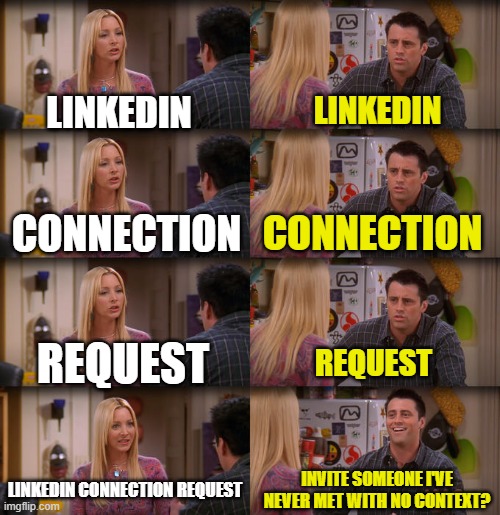 LINKEDIN
LINKEDIN
CONNECTION
CONNECTION
REQUEST
REQUEST
LINKEDIN CONNECTION REQUEST
INVITE SOMEONE I'VE
NEVER MET WITH NO CONTEXT?
imgflip.com